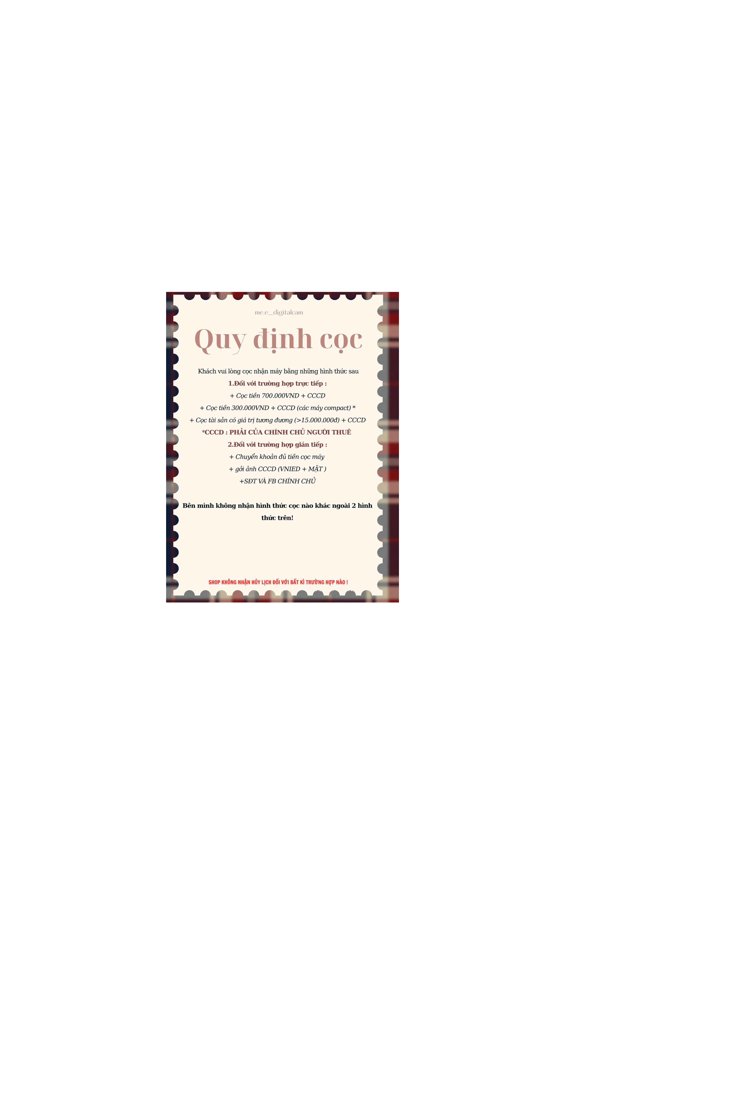 me.e_digitalcam
Quy định cọc
Khách vui lòng cọc nhận máy bằng những hình thức sau
1.Đối với trường hợp trực tiếp :
+ Cọc tiền 700.000VND + CCCD
+ Cọc tiền 300.000VND + CCCD (các máy compact) *
+ Cọc tài sản có giá trị tương đương (>15.000.000đ) + CCCD
*CCCD : PHẢI CỦA CHÍNH CHỦ NGƯỜI THUÊ
2.Đối với trường hợp gián tiếp :
+ Chuyển khoản đủ tiền cọc máy
+ gởi ảnh CCCD (VNIED + MẶT )
+SĐT VÀ FB CHÍNH CHỦ
Bên mình không nhận hình thức cọc nào khác ngoài 2 hình
thức trên!
SHOP KHÔNG NHẬN HỦY LỊCH ĐỐI VỚI BẤT KÌ TRƯỜNG HỢP NÀO !